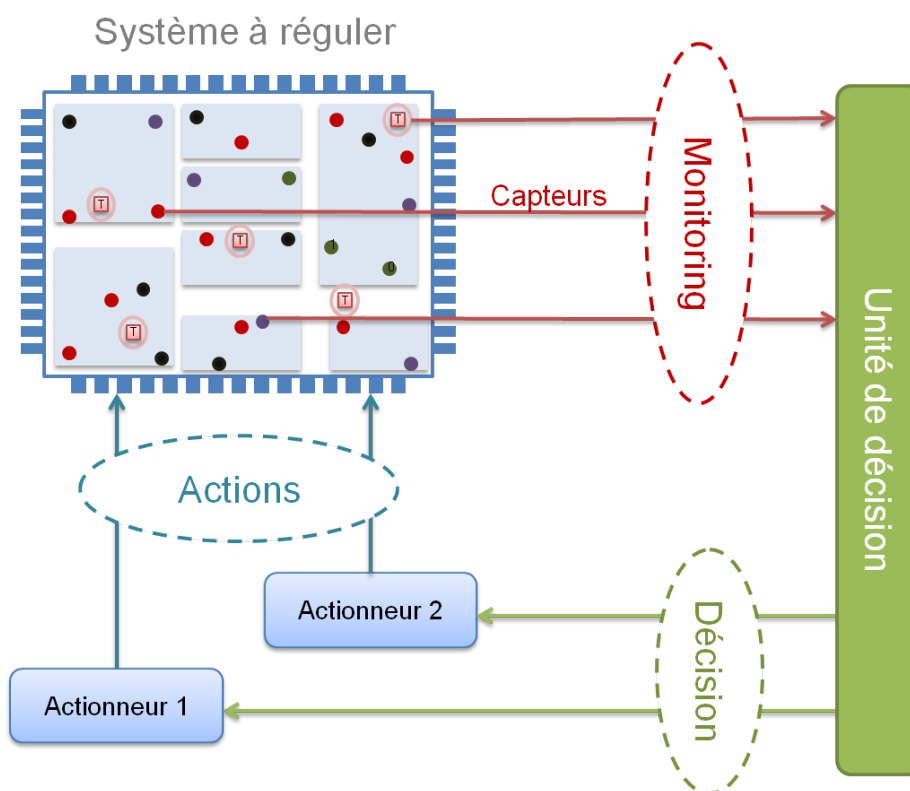 Système à réguler
T
T
T
T
T
1
0
Capteurs
Monitoring
Unité de décision
Actions
Actionneur 2
Décision
Actionneur 1